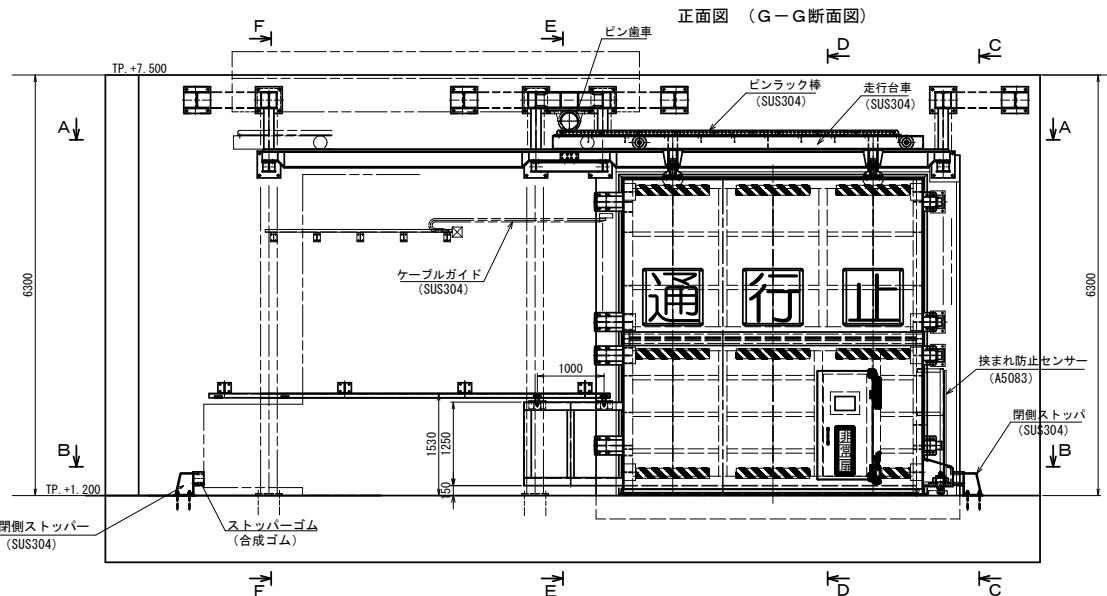 正面図 （G－G断面図）
F
E
ピン歯車
D
C
TP.+7.500
ピンラック棒
（SUS304）
走行台車
（SUS304）
A
A
6300
6300
ケーブルガイド
（SUS304）
通
行
止
挟まれ防止センサー
（A5083）
1000
閉側ストッパ
（SUS304）
1530
1250
150
非常扉
B
B
TP.+1.200
閉側ストッパー
（SUS304）
ストッパーゴム
（合成ゴム）
F
E
D
C